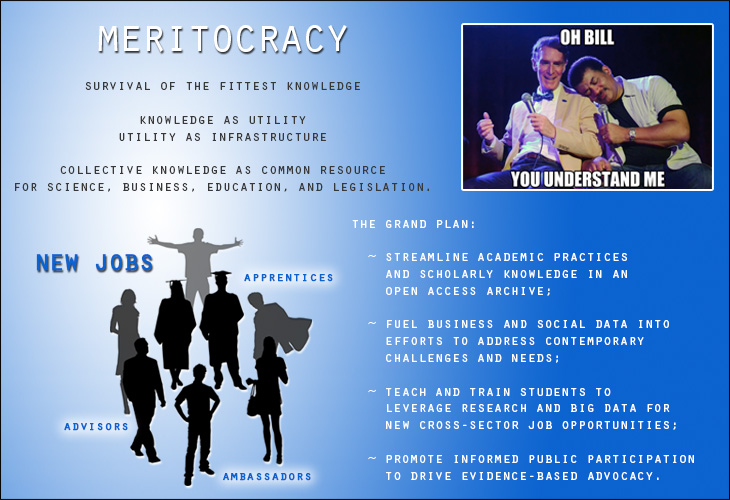 MERITOCRACY
SURVIVAL OF THE FITTEST KNOWLEDGE
KNOWLEDGE AS UTILITY
UTILITY AS INFRASTRUCTURE
COLLECTIVE KNOWLEDGE AS COMMON RESOURCE
FOR SCIENCE, BUSINESS, EDUCATION, AND LEGISLATION.
OH BILL
YOU UNDERSTAND ME
NEW JOBS
APPRENTICES
ADVISORS
AMBASSADORS
THE GRAND PLAN:
~ STREAMLINE ACADEMIC PRACTICES
AND SCHOLARLY KNOWLEDGE IN AN
OPEN ACCESS ARCHIVE;
~ FUEL BUSINESS AND SOCIAL DATA INTO
EFFORTS TO ADDRESS CONTEMPORARY
CHALLENGES AND NEEDS;
~ TEACH AND TRAIN STUDENTS TO
LEVERAGE RESEARCH AND BIG DATA FOR
NEW CROSS-SECTOR JOB OPPORTUNITIES;
~ PROMOTE INFORMED PUBLIC PARTICIPATION
TO DRIVE EVIDENCE-BASED ADVOCACY.